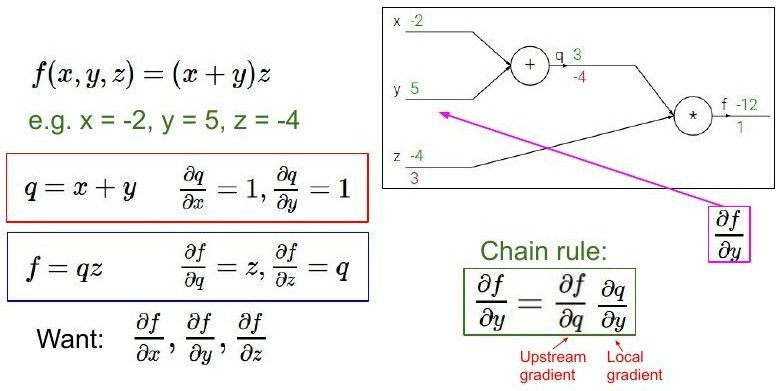 f(x, y, z) = (x + y)z
e.g. x = -2, y = 5, z = -4
q = x + y   ∂q/∂x = 1, ∂q/∂y = 1
f = qz   ∂f/∂q = z, ∂f/∂z = q
Want: ∂f/∂x, ∂f/∂y, ∂f/∂z
x -2
y 5
z -4
3
+
q 3
-4
*
f -12
1
∂f/∂y
Chain rule:
∂f/∂y = ∂f/∂q ∂q/∂y
Upstream gradient
Local gradient